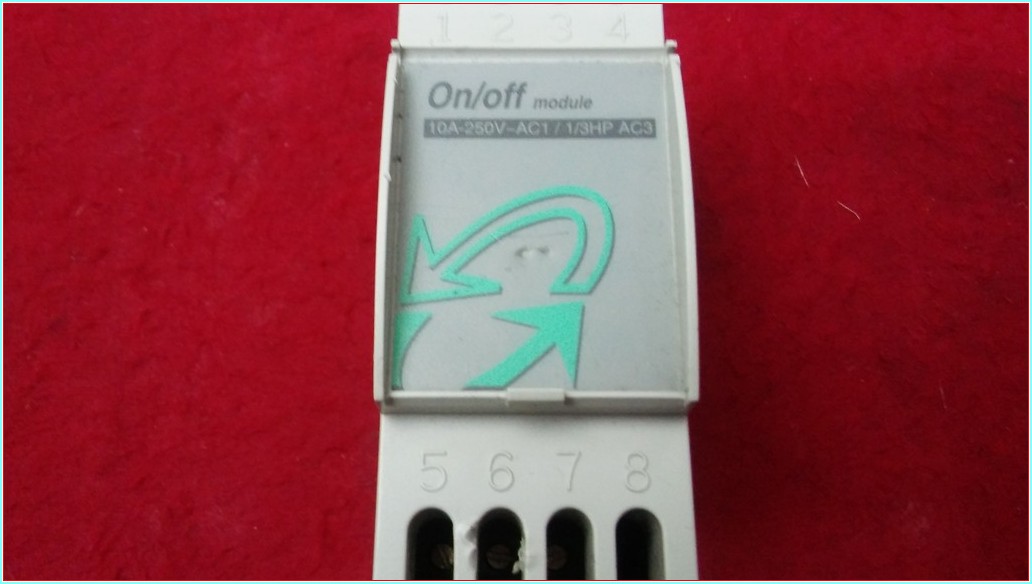 1 2 3 4
On/off module
10A-250V~AC1 / 1/3HP AC3
5 6 7 8